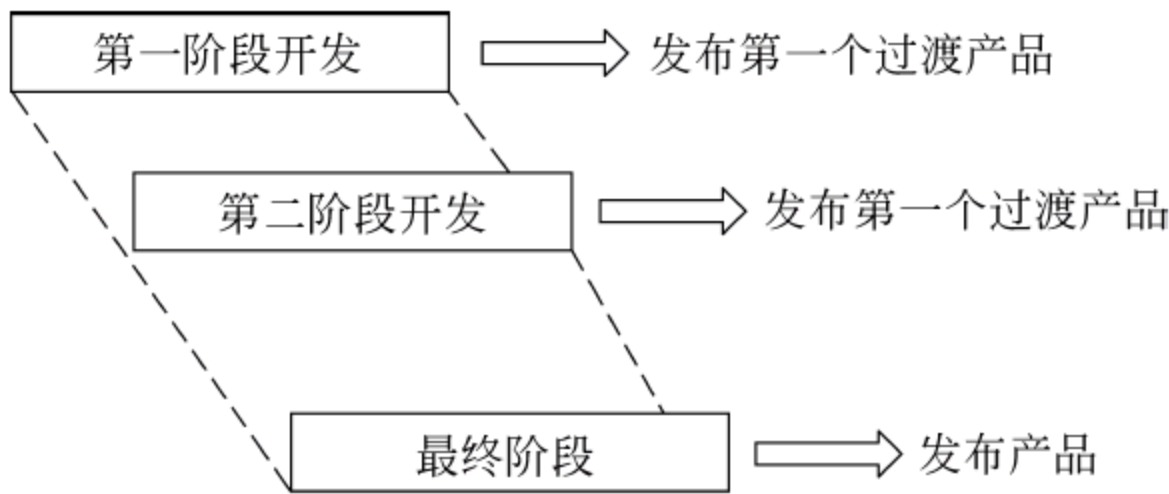 第一阶段开发
发布第一个过渡产品
第二阶段开发
发布第一个过渡产品
最终阶段
发布产品